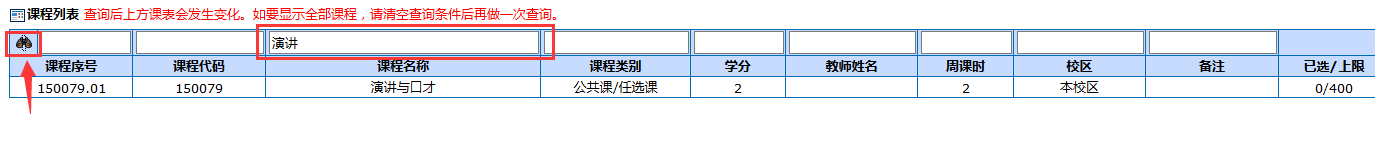 课程列表 查询后上方课表会发生变化。如要显示全部课程，请清空查询条件后再做一次查询。
演讲
课程序号 课程代码 课程名称 课程类别 学分 教师姓名 周课时 校区 备注 已选/上限
150079.01 150079 演讲与口才 公共课/任选课 2 2 本校区 0/400